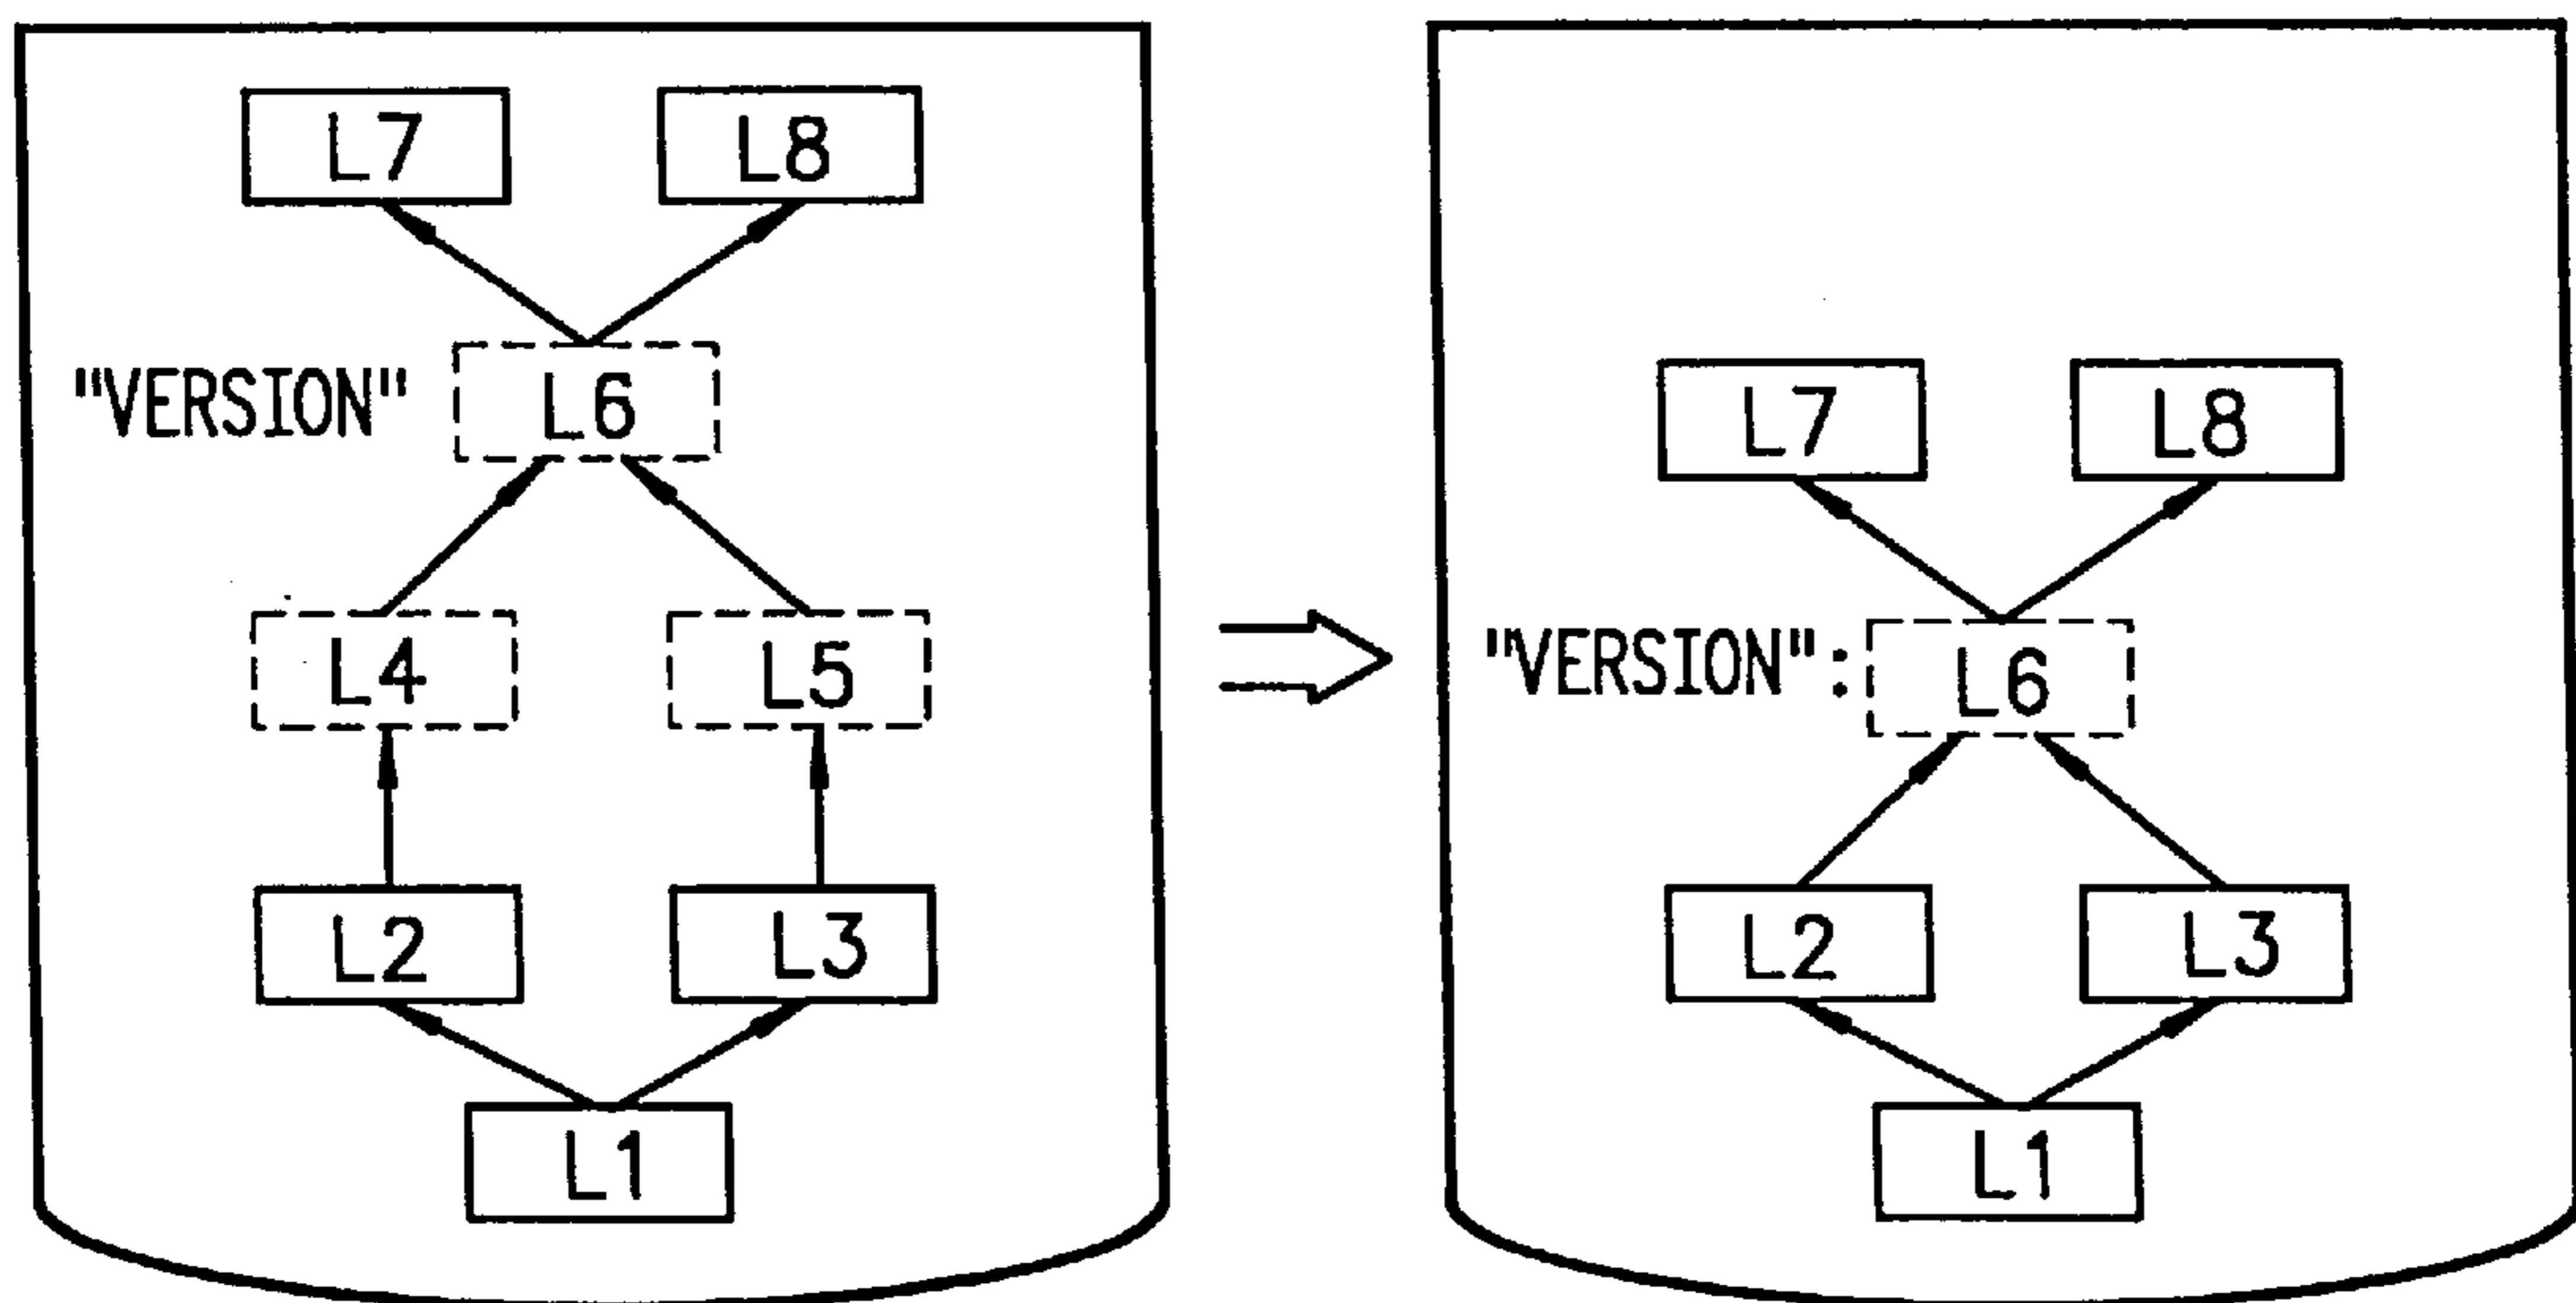 L7 L8
"VERSION" L6
L4 L5
L2 L3
L1
L7 L8
"VERSION": L6
L2 L3
L1